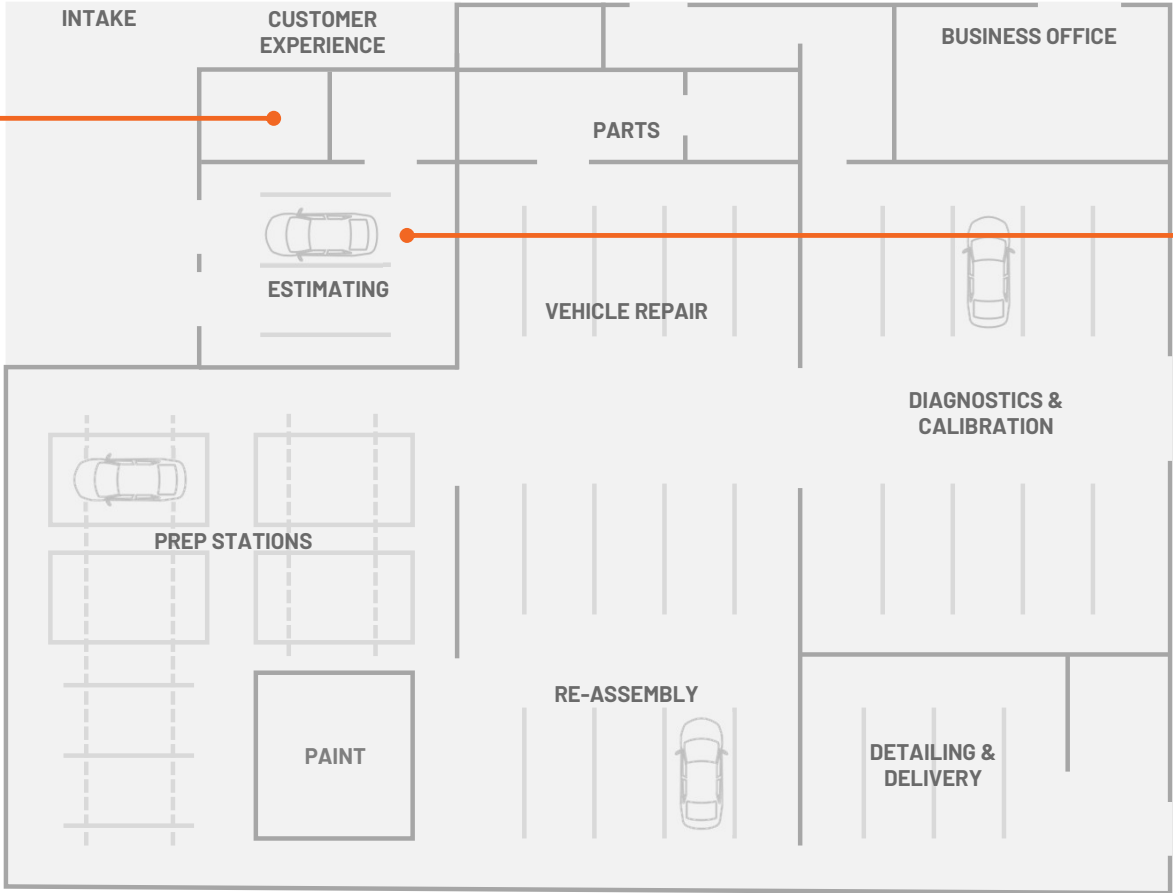 INTAKE
CUSTOMER
EXPERIENCE
BUSINESS OFFICE
PARTS
ESTIMATING
VEHICLE REPAIR
DIAGNOSTICS &
CALIBRATION
PREP STATIONS
RE-ASSEMBLY
PAINT
DETAILING &
DELIVERY